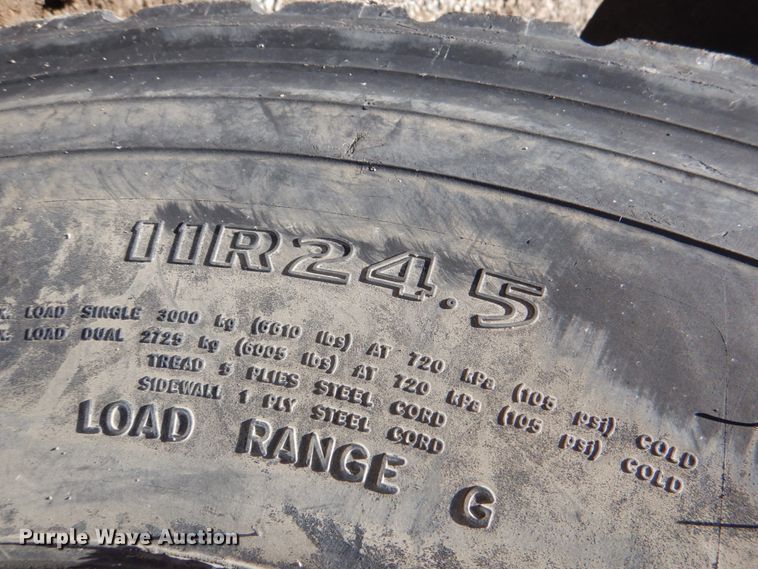 11R24.5
X. LOAD SINGLE 3000 kg (6610 lbs) AT 720 kPa (105 psi) COLD
X. LOAD DUAL 2725 kg (6005 lbs) AT 720 kPa (105 psi) COLD
TREAD 5 PLIES STEEL CORD
SIDEWALL 1 PLY STEEL CORD
LOAD RANGE G
Purple Wave Auction